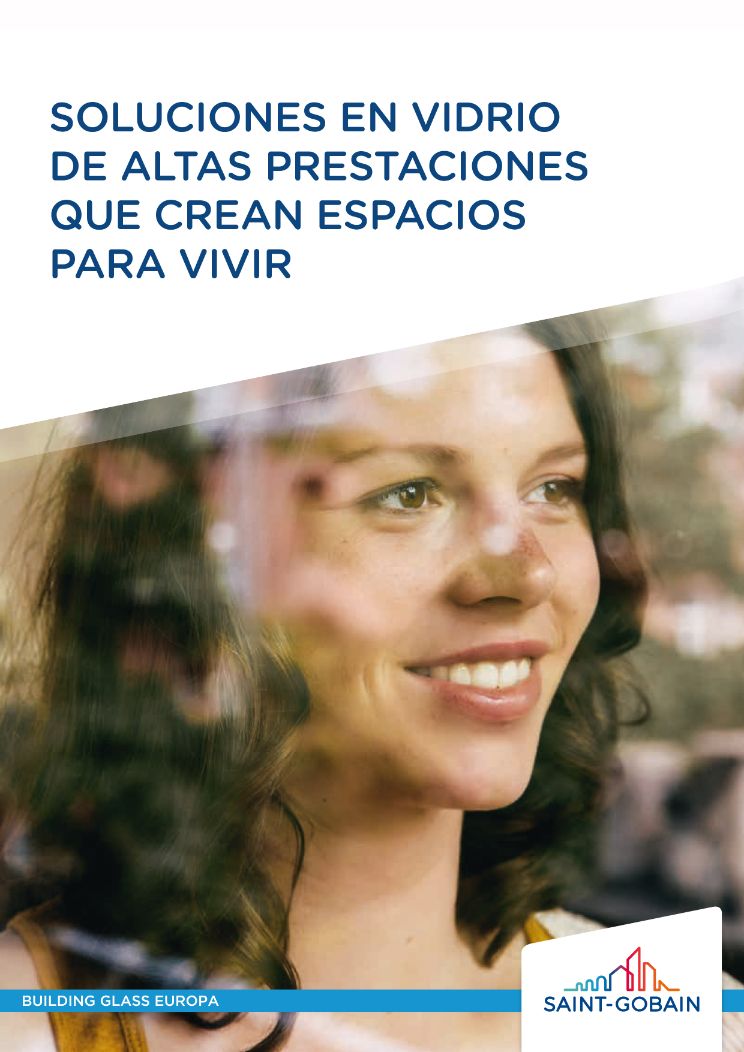 SOLUCIONES EN VIDRIO
DE ALTAS PRESTACIONES
QUE CREAN ESPACIOS
PARA VIVIR
BUILDING GLASS EUROPA
SAINT-GOBAIN